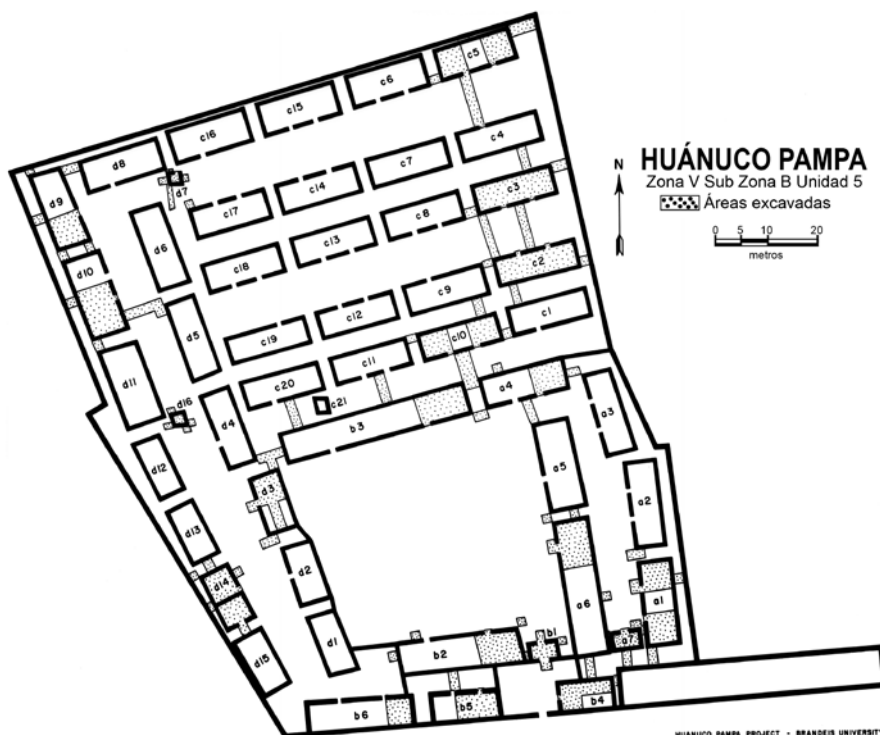 HUÁNUCO PAMPA
Zona V Sub Zona B Unidad 5
Áreas excavadas
N
0 5 10 20
metros
c5
c6
c15
c16
d8
d7
d9
c4
c7
c14
c17
c3
c8
c13
c18
d6
d10
c2
c9
c12
c19
d5
c1
c10
c11
c20
c21
d11
d16
d4
b3
a4
a3
a5
a2
d12
d3
d13
d2
d14
a1
a6
d1
b1
a7
b2
d15
b6
b5
b4
HUANUCO PAMPA PROJECT - BRANDEIS UNIVERSITY